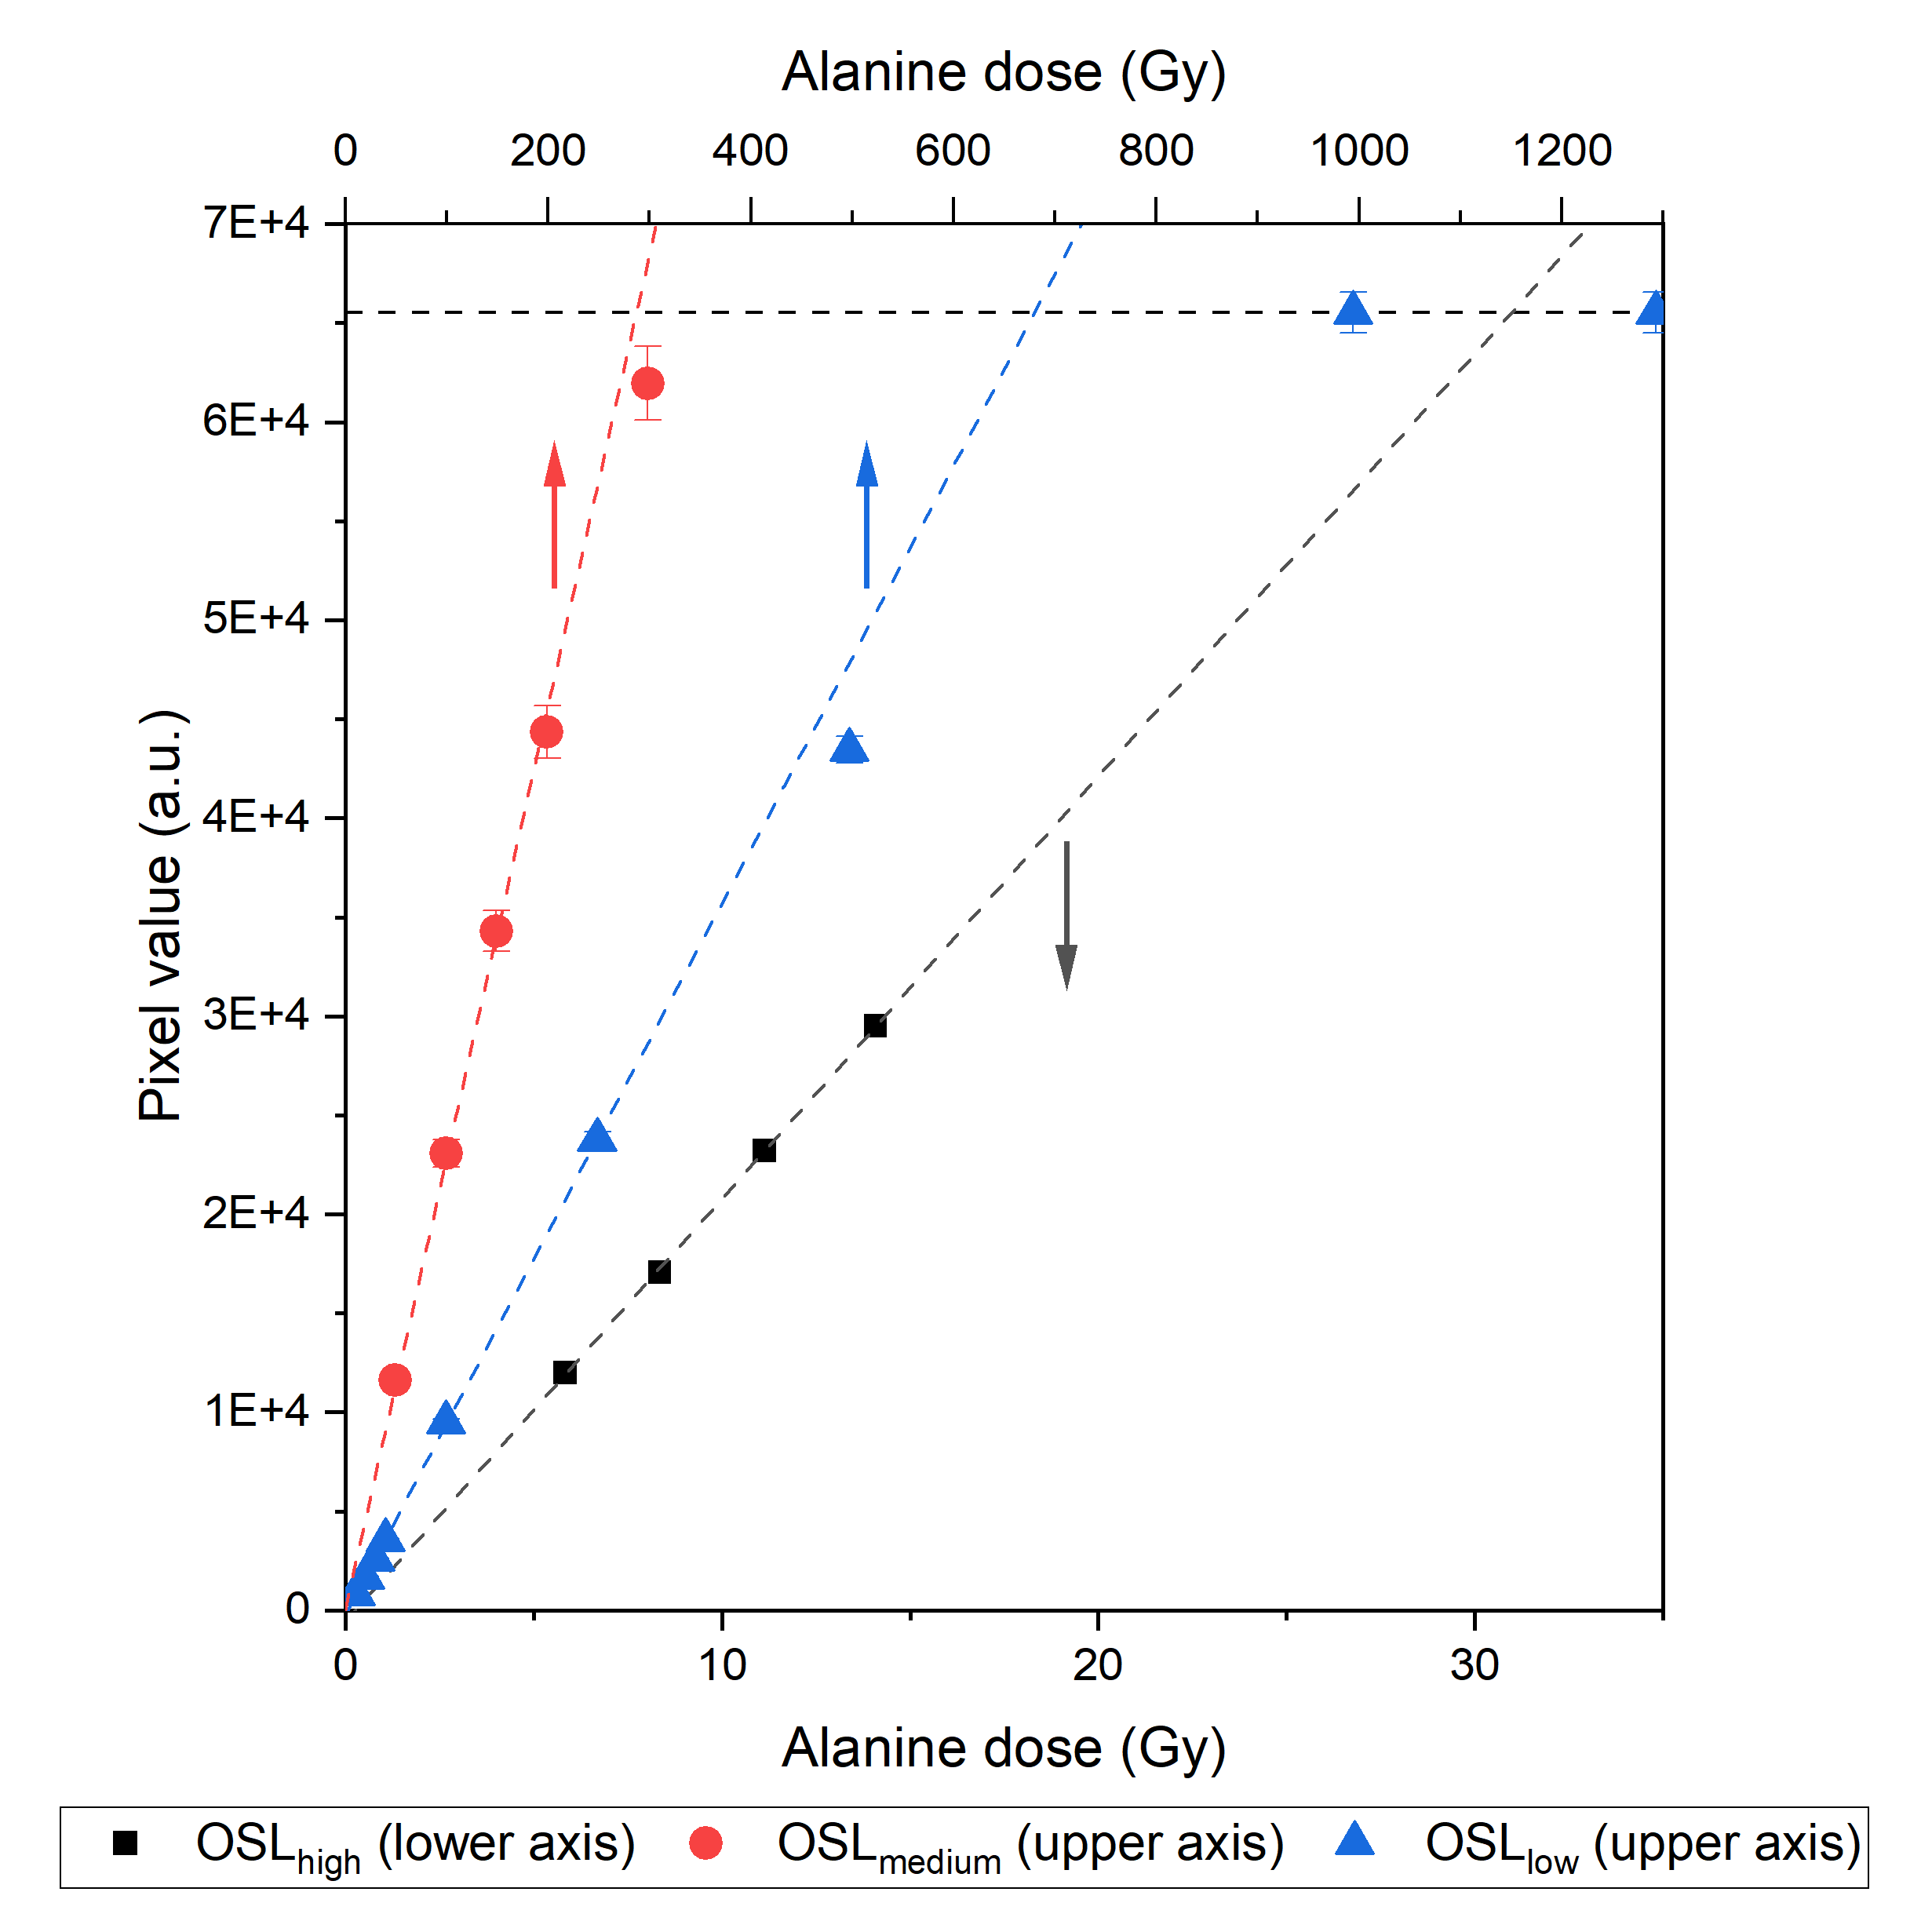 Alanine dose (Gy)
0 200 400 600 800 1000 1200
7E+4
6E+4
5E+4
4E+4
3E+4
2E+4
1E+4
0
Pixel value (a.u.)
0 10 20 30
Alanine dose (Gy)
OSLhigh (lower axis) OSLmedium (upper axis) OSLlow (upper axis)